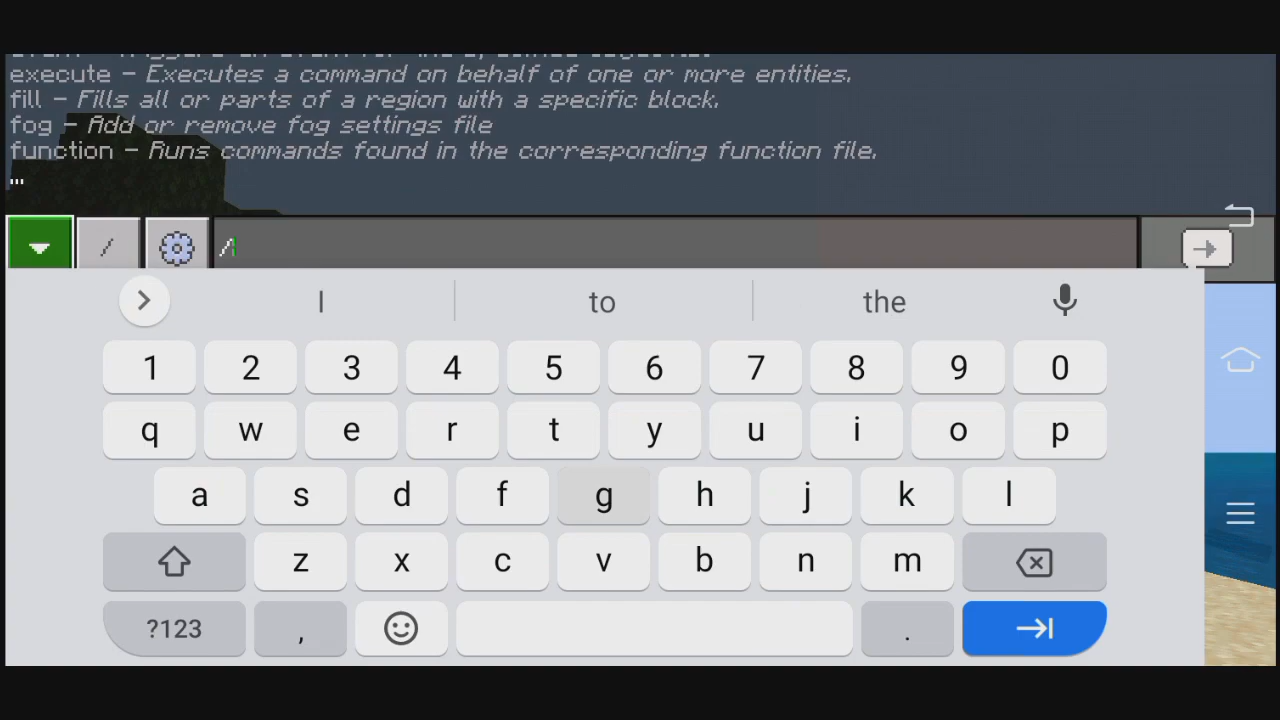 execute – Executes a command on behalf of one or more entities.
fill – Fills all or parts of a region with a specific block.
fog – Add or remove fog settings file
function – Runs commands found in the corresponding function file.
...
/
/
I to the
1 2 3 4 5 6 7 8 9 0
q w e r t y u i o p
a s d f g h j k l
z x c v b n m
?123 , .